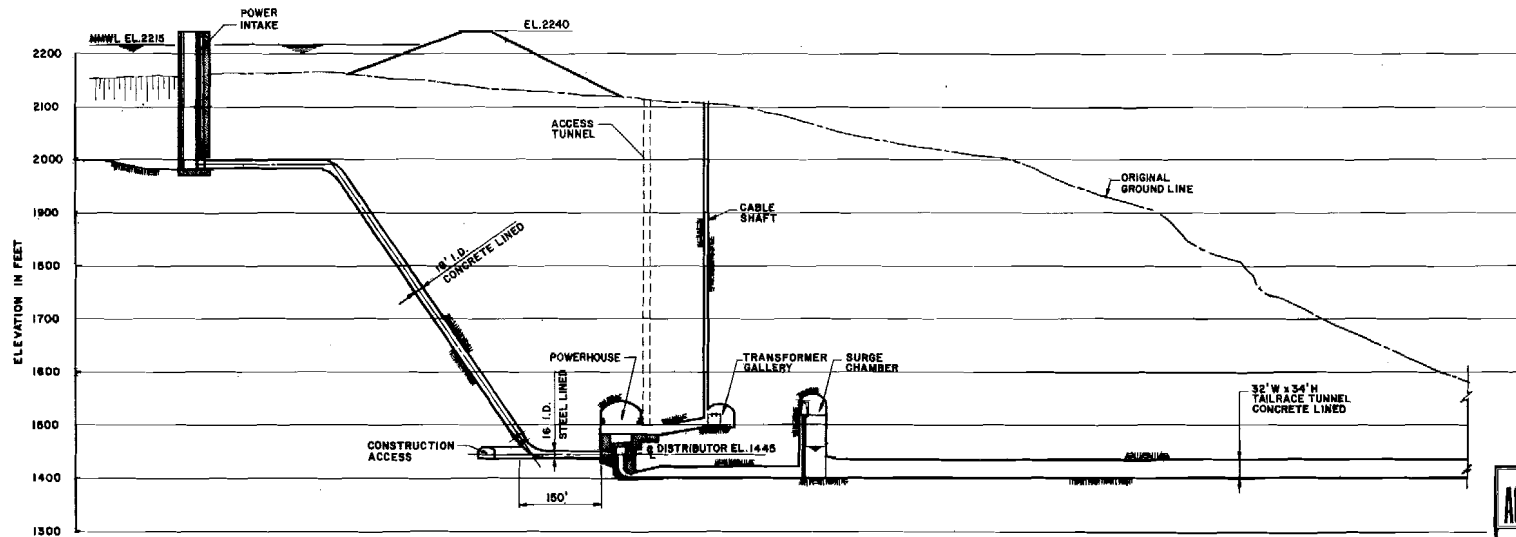 POWER
INTAKE
NMWL EL.2215
EL.2240
2200
2100
2000
1900
1800
1700
1600
1500
1400
1300
ELEVATION IN FEET
ACCESS
TUNNEL
ORIGINAL
GROUND LINE
CABLE
SHAFT
18' I.D.
CONCRETE LINED
POWERHOUSE
TRANSFORMER
GALLERY
SURGE
CHAMBER
16' I.D.
STEEL LINED
32'W x 34'H
TAILRACE TUNNEL
CONCRETE LINED
CONSTRUCTION
ACCESS
℄ DISTRIBUTOR EL.1445
150'